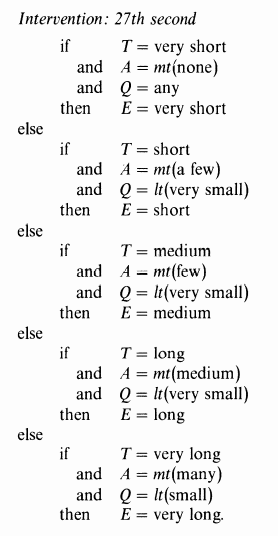 Intervention: 27th second
if T = very short
and A = mt(none)
and Q = any
then E = very short
else
if T = short
and A = mt(a few)
and Q = lt(very small)
then E = short
else
if T = medium
and A = mt(few)
and Q = lt(very small)
then E = medium
else
if T = long
and A = mt(medium)
and Q = lt(very small)
then E = long
else
if T = very long
and A = mt(many)
and Q = lt(small)
then E = very long.